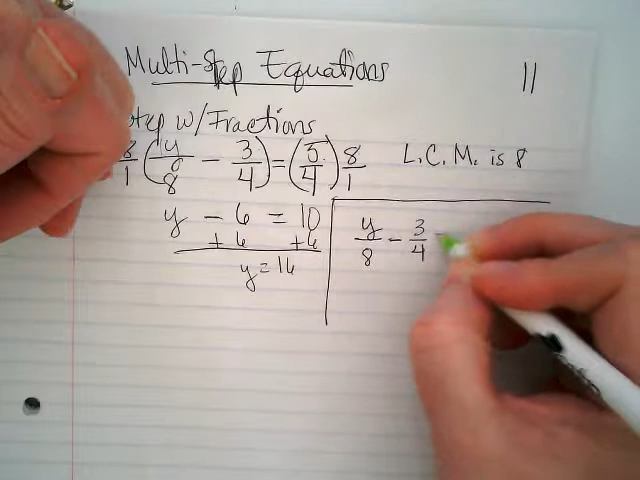 Multi-Step Equations 11
Step w/Fractions
8/1 (y/8 - 3/4) = (5/4) 8/1 L.C.M. is 8
y - 6 = 10
+6 +6
y = 16
y/8 - 3/4